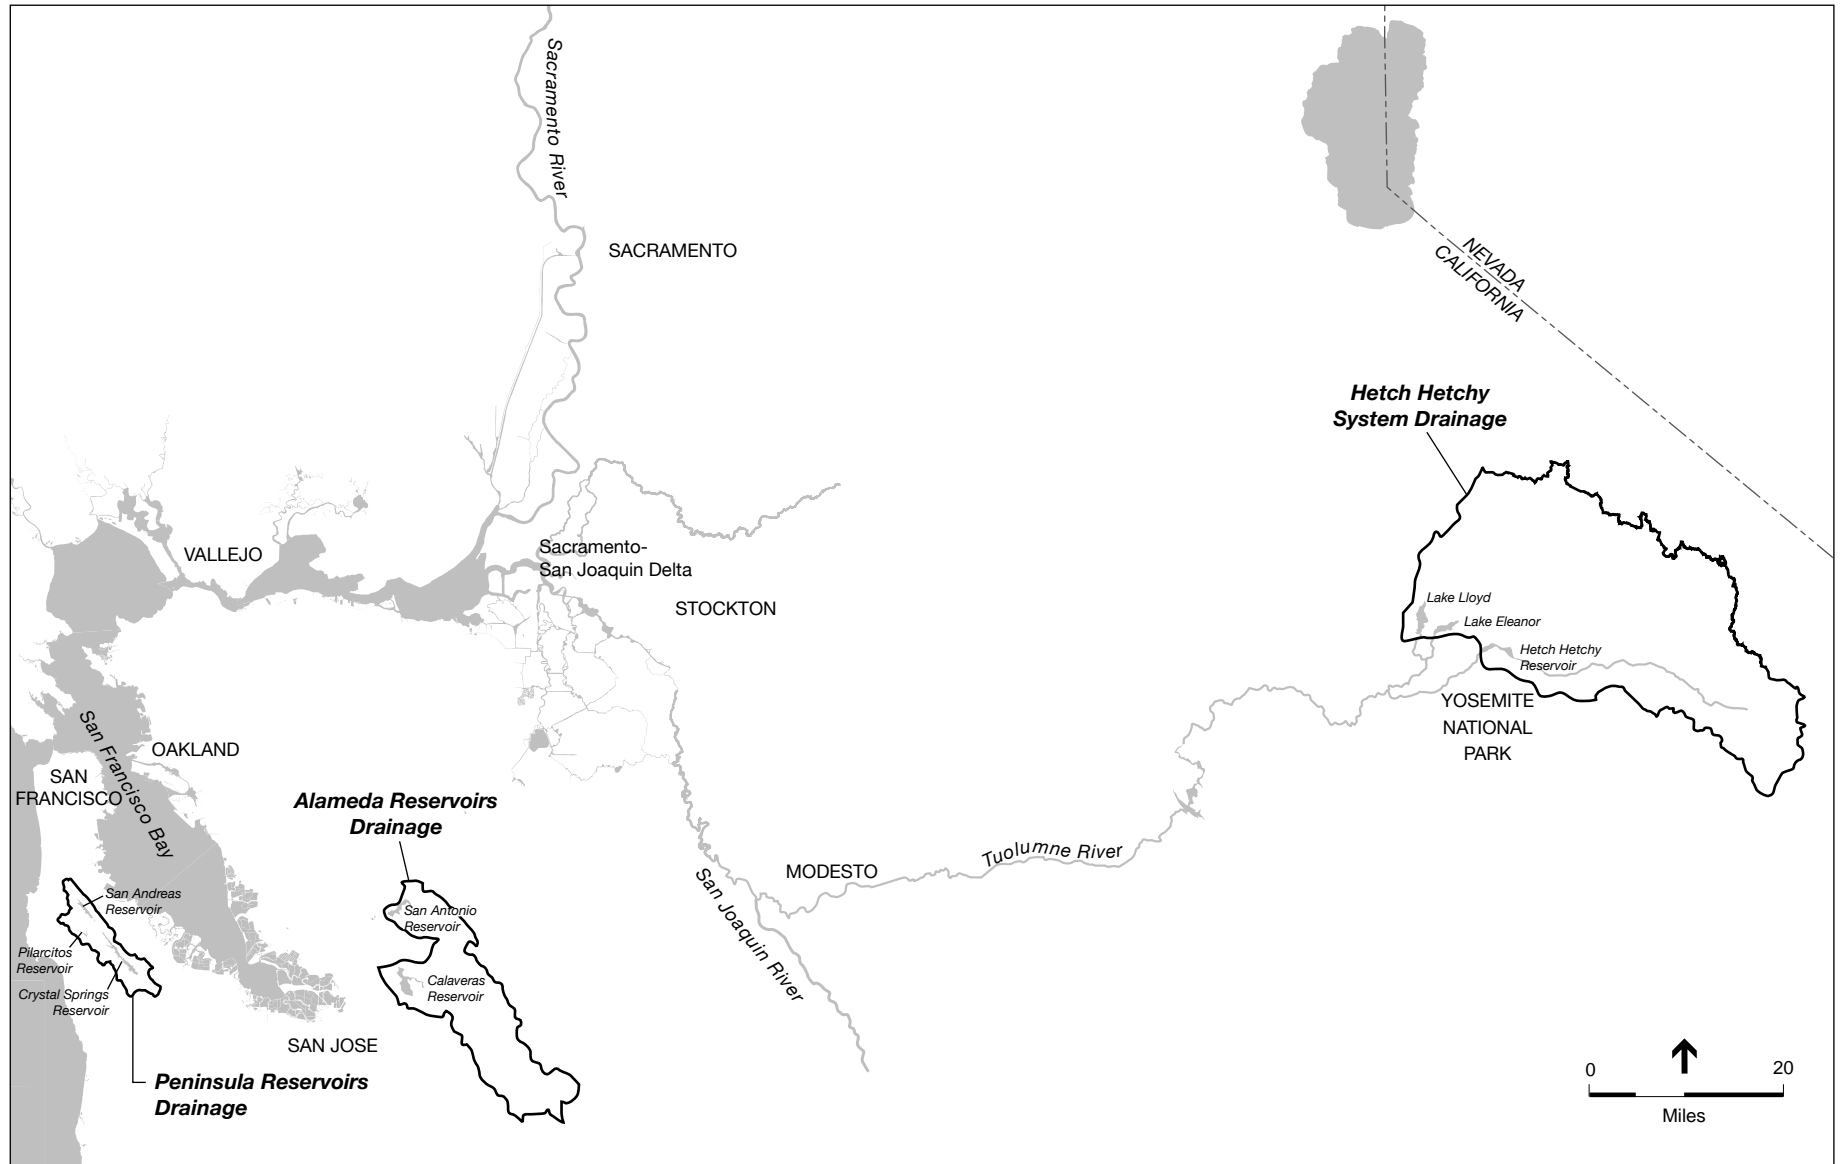 Sacramento River
SACRAMENTO
NEVADA
CALIFORNIA
Hetch Hetchy
System Drainage
VALLEJO
Sacramento-
San Joaquin Delta
STOCKTON
Lake Lloyd
Lake Eleanor
Hetch Hetchy
Reservoir
YOSEMITE
NATIONAL
PARK
San Francisco Bay
OAKLAND
SAN
FRANCISCO
Alameda Reservoirs
Drainage
Tuolumne River
MODESTO
San Joaquin River
San Andreas
Reservoir
San Antonio
Reservoir
Pilarcitos
Reservoir
Calaveras
Reservoir
Crystal Springs
Reservoir
SAN JOSE
Peninsula Reservoirs
Drainage
0 20
Miles